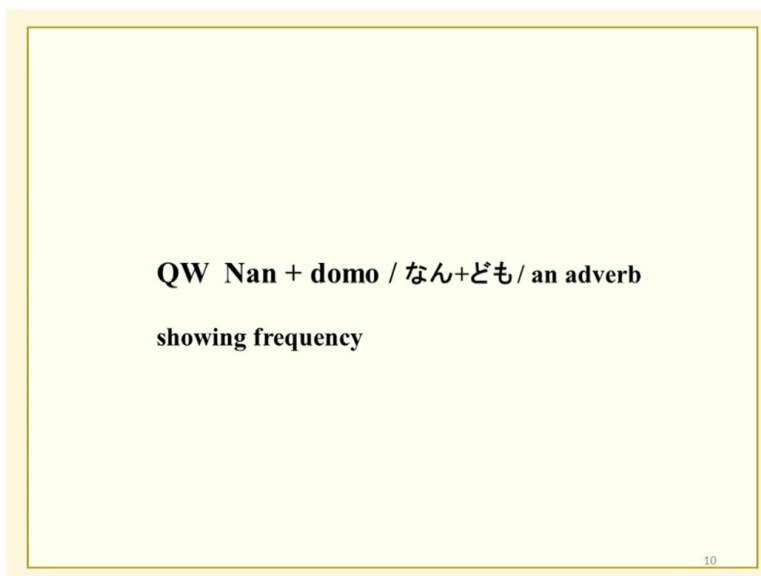 QW Nan + domo / なん+ども/ an adverb
showing frequency
10